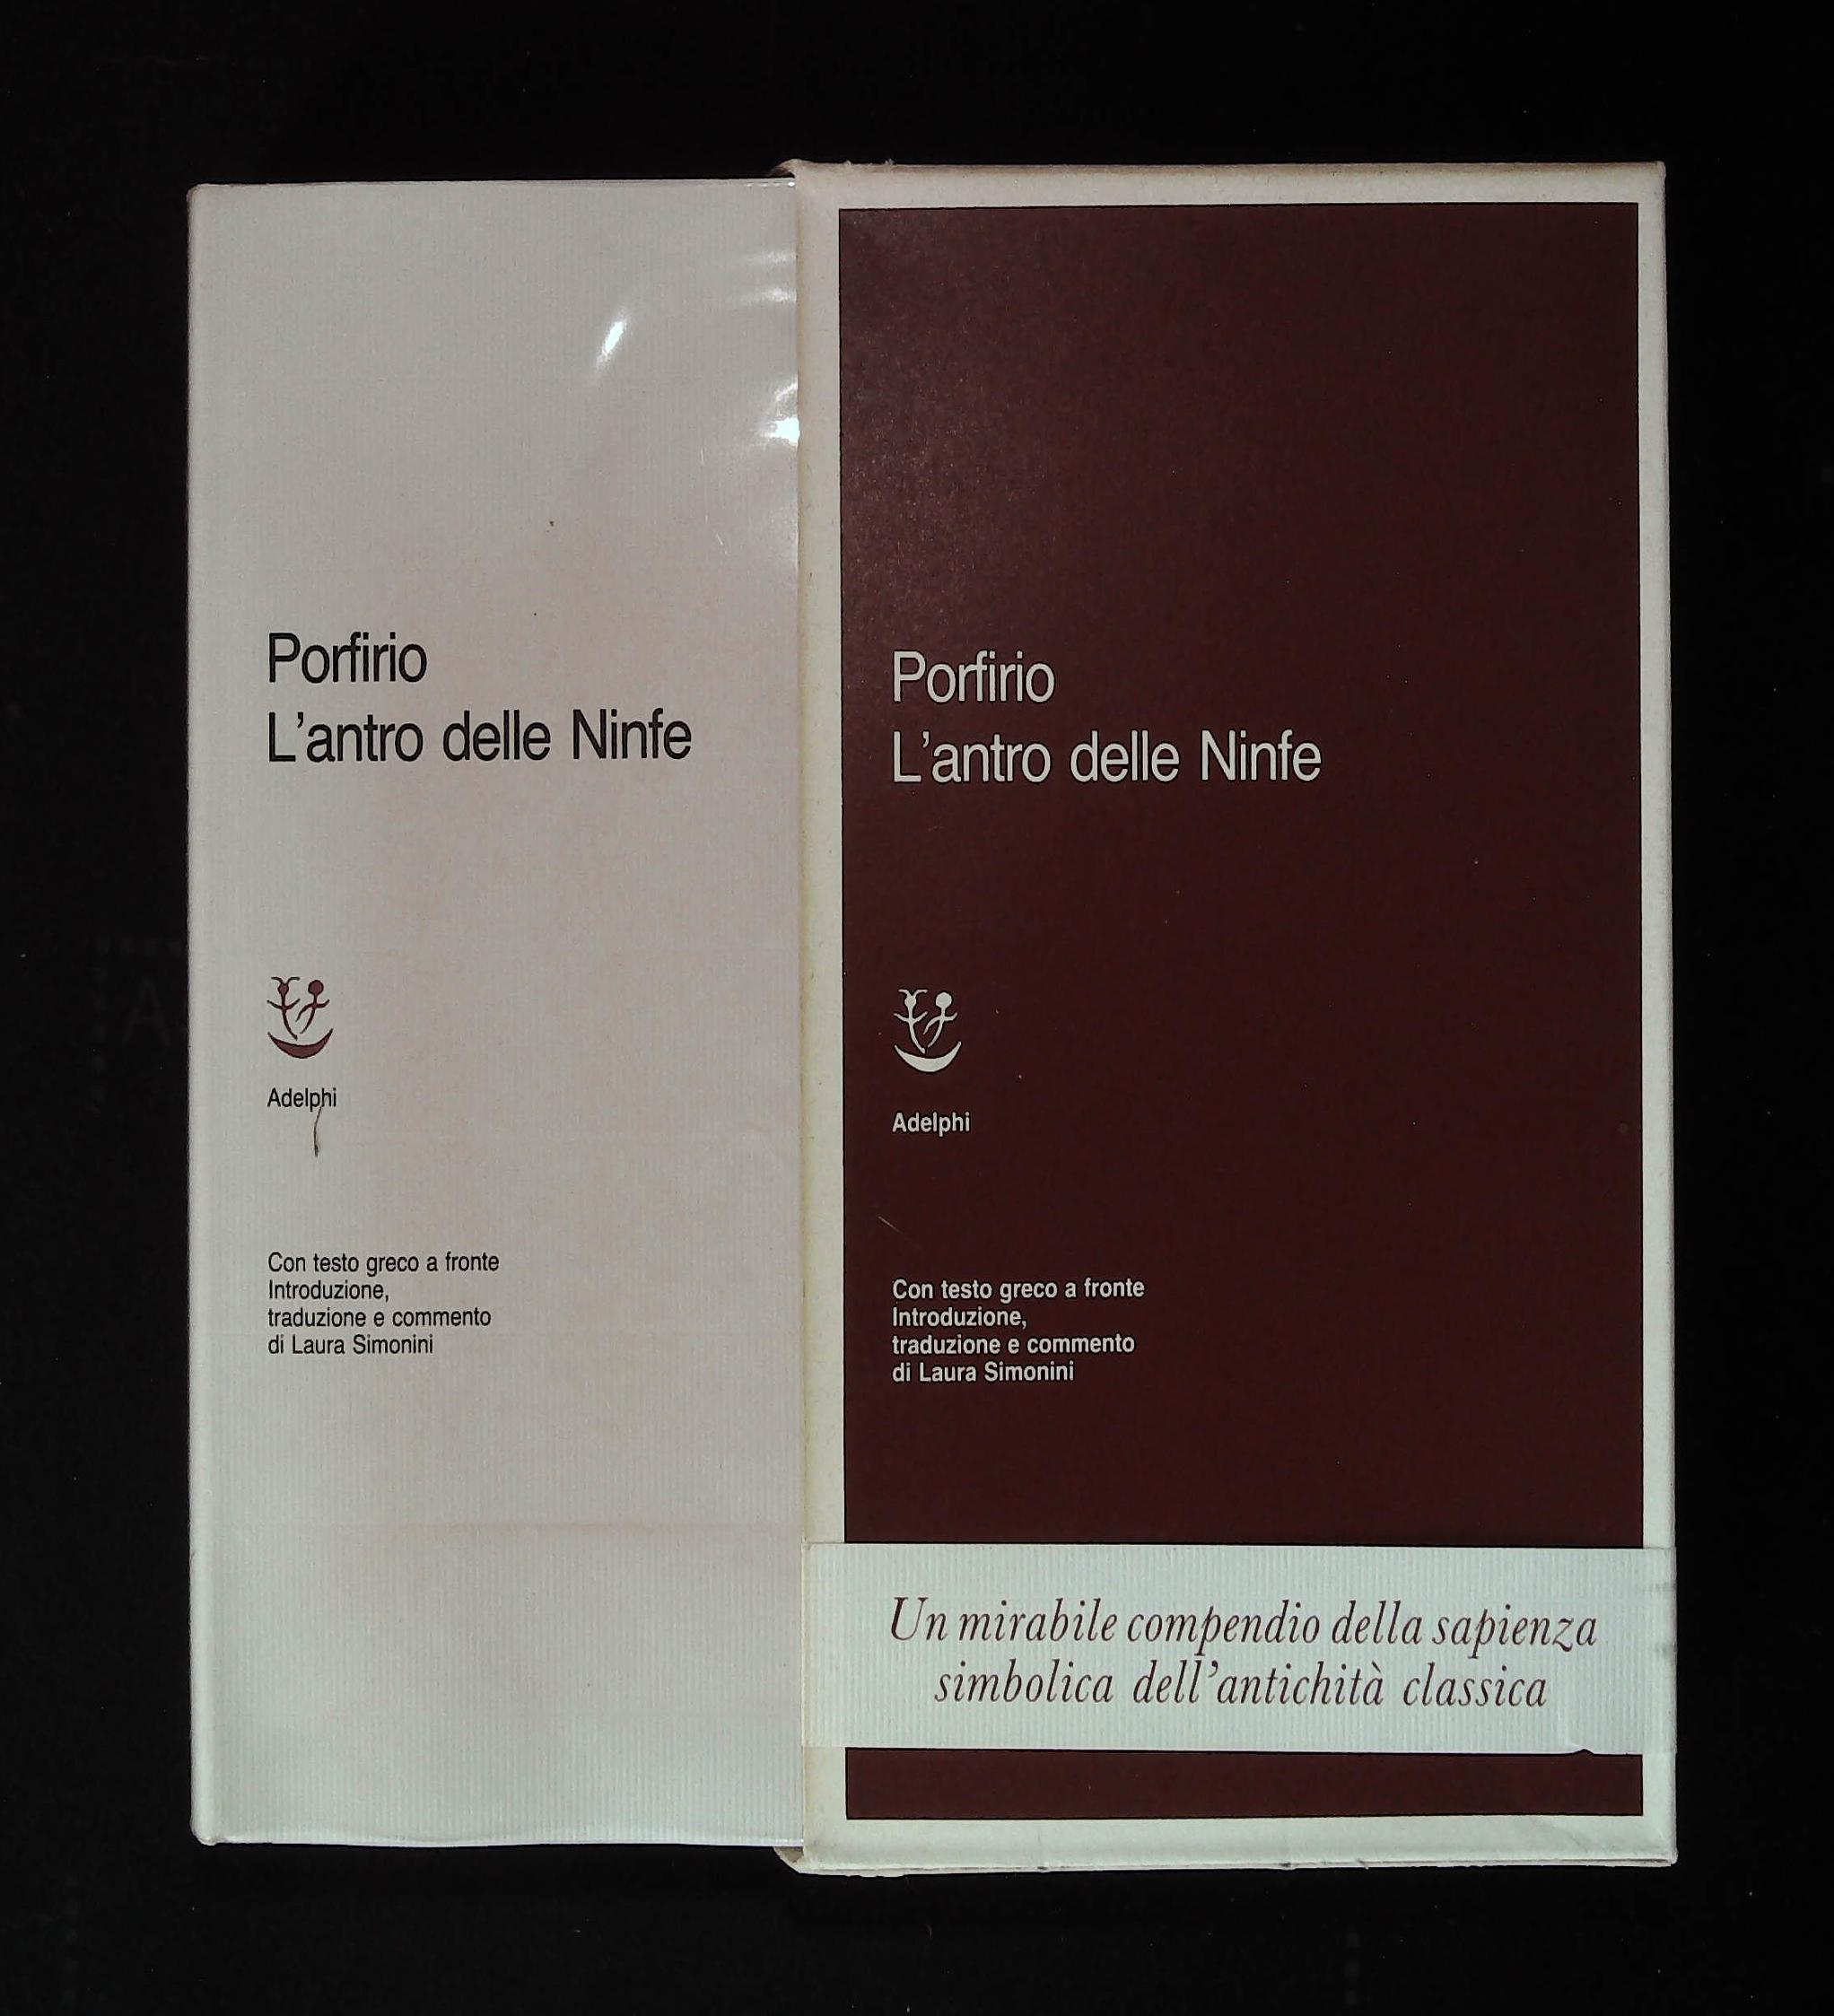 Porfirio
L'antro delle Ninfe
Adelphi
Con testo greco a fronte
Introduzione,
traduzione e commento
di Laura Simonini
Porfirio
L'antro delle Ninfe
Adelphi
Con testo greco a fronte
Introduzione,
traduzione e commento
di Laura Simonini
Un mirabile compendio della sapienza
simbolica dell'antichità classica